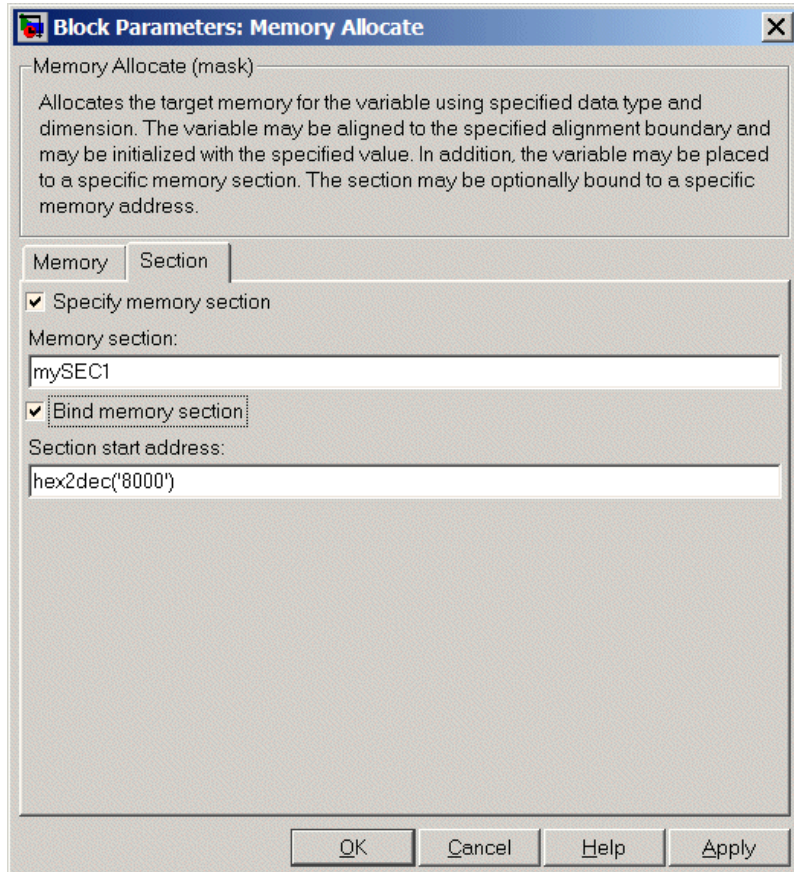 Block Parameters: Memory Allocate
Memory Allocate (mask)
Allocates the target memory for the variable using specified data type and
dimension. The variable may be aligned to the specified alignment boundary and
may be initialized with the specified value. In addition, the variable may be placed
to a specific memory section. The section may be optionally bound to a specific
memory address.
Memory Section
Specify memory section
Memory section:
mySEC1
Bind memory section
Section start address:
hex2dec('8000')
OK Cancel Help Apply